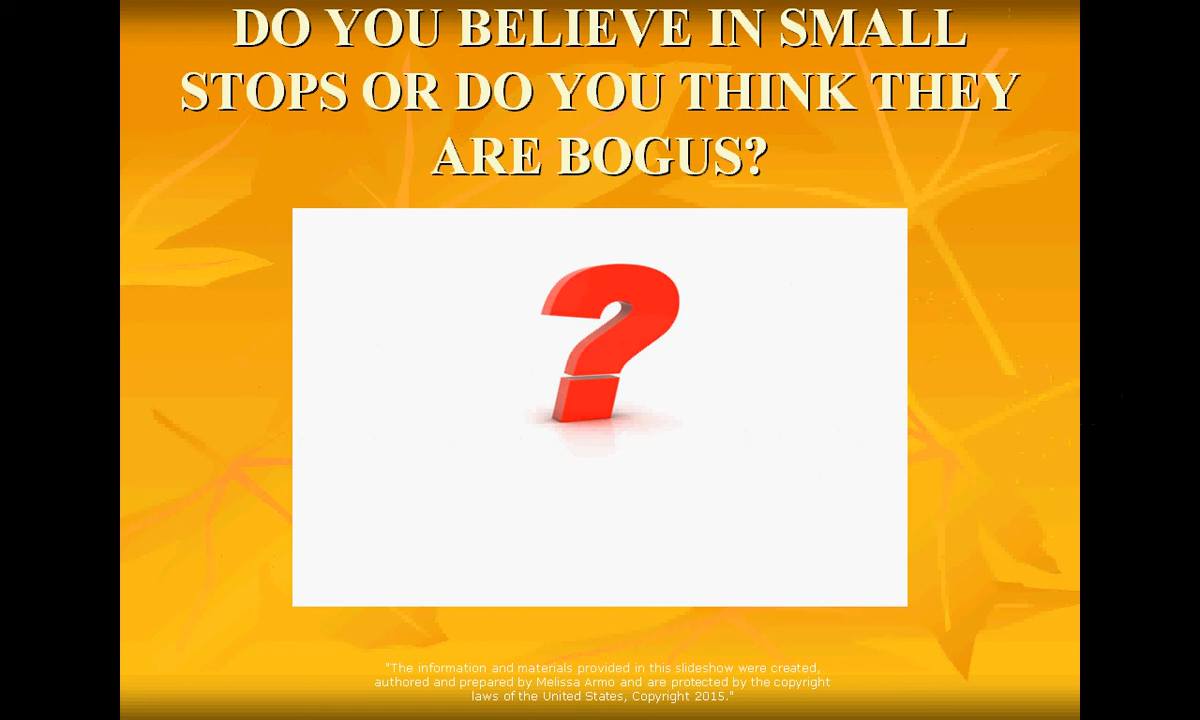 DO YOU BELIEVE IN SMALL
STOPS OR DO YOU THINK THEY
ARE BOGUS?
?
"The information and materials provided in this slideshow were created,
authored and prepared by Melissa Armo and are protected by the copyright
laws of the United States, Copyright 2015."